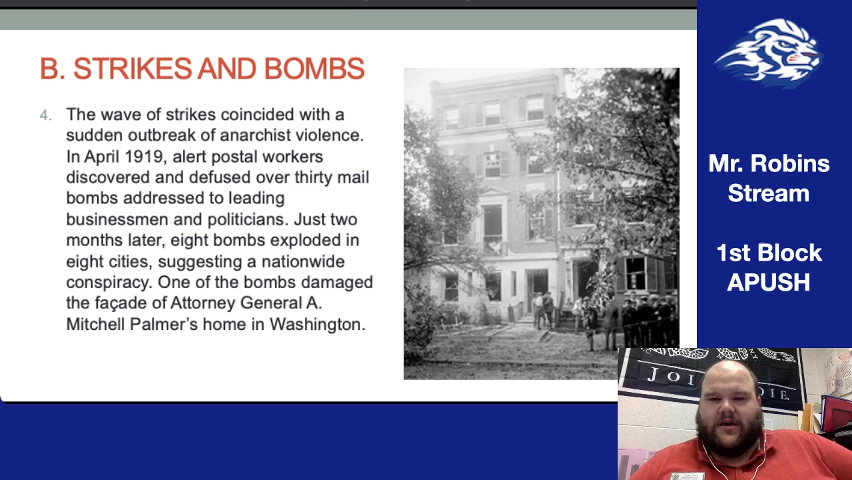 B. STRIKES AND BOMBS
4. The wave of strikes coincided with a
sudden outbreak of anarchist violence.
In April 1919, alert postal workers
discovered and defused over thirty mail
bombs addressed to leading
businessmen and politicians. Just two
months later, eight bombs exploded in
eight cities, suggesting a nationwide
conspiracy. One of the bombs damaged
the façade of Attorney General A.
Mitchell Palmer's home in Washington.
Mr. Robins
Stream
1st Block
APUSH
JOIN
DIE.